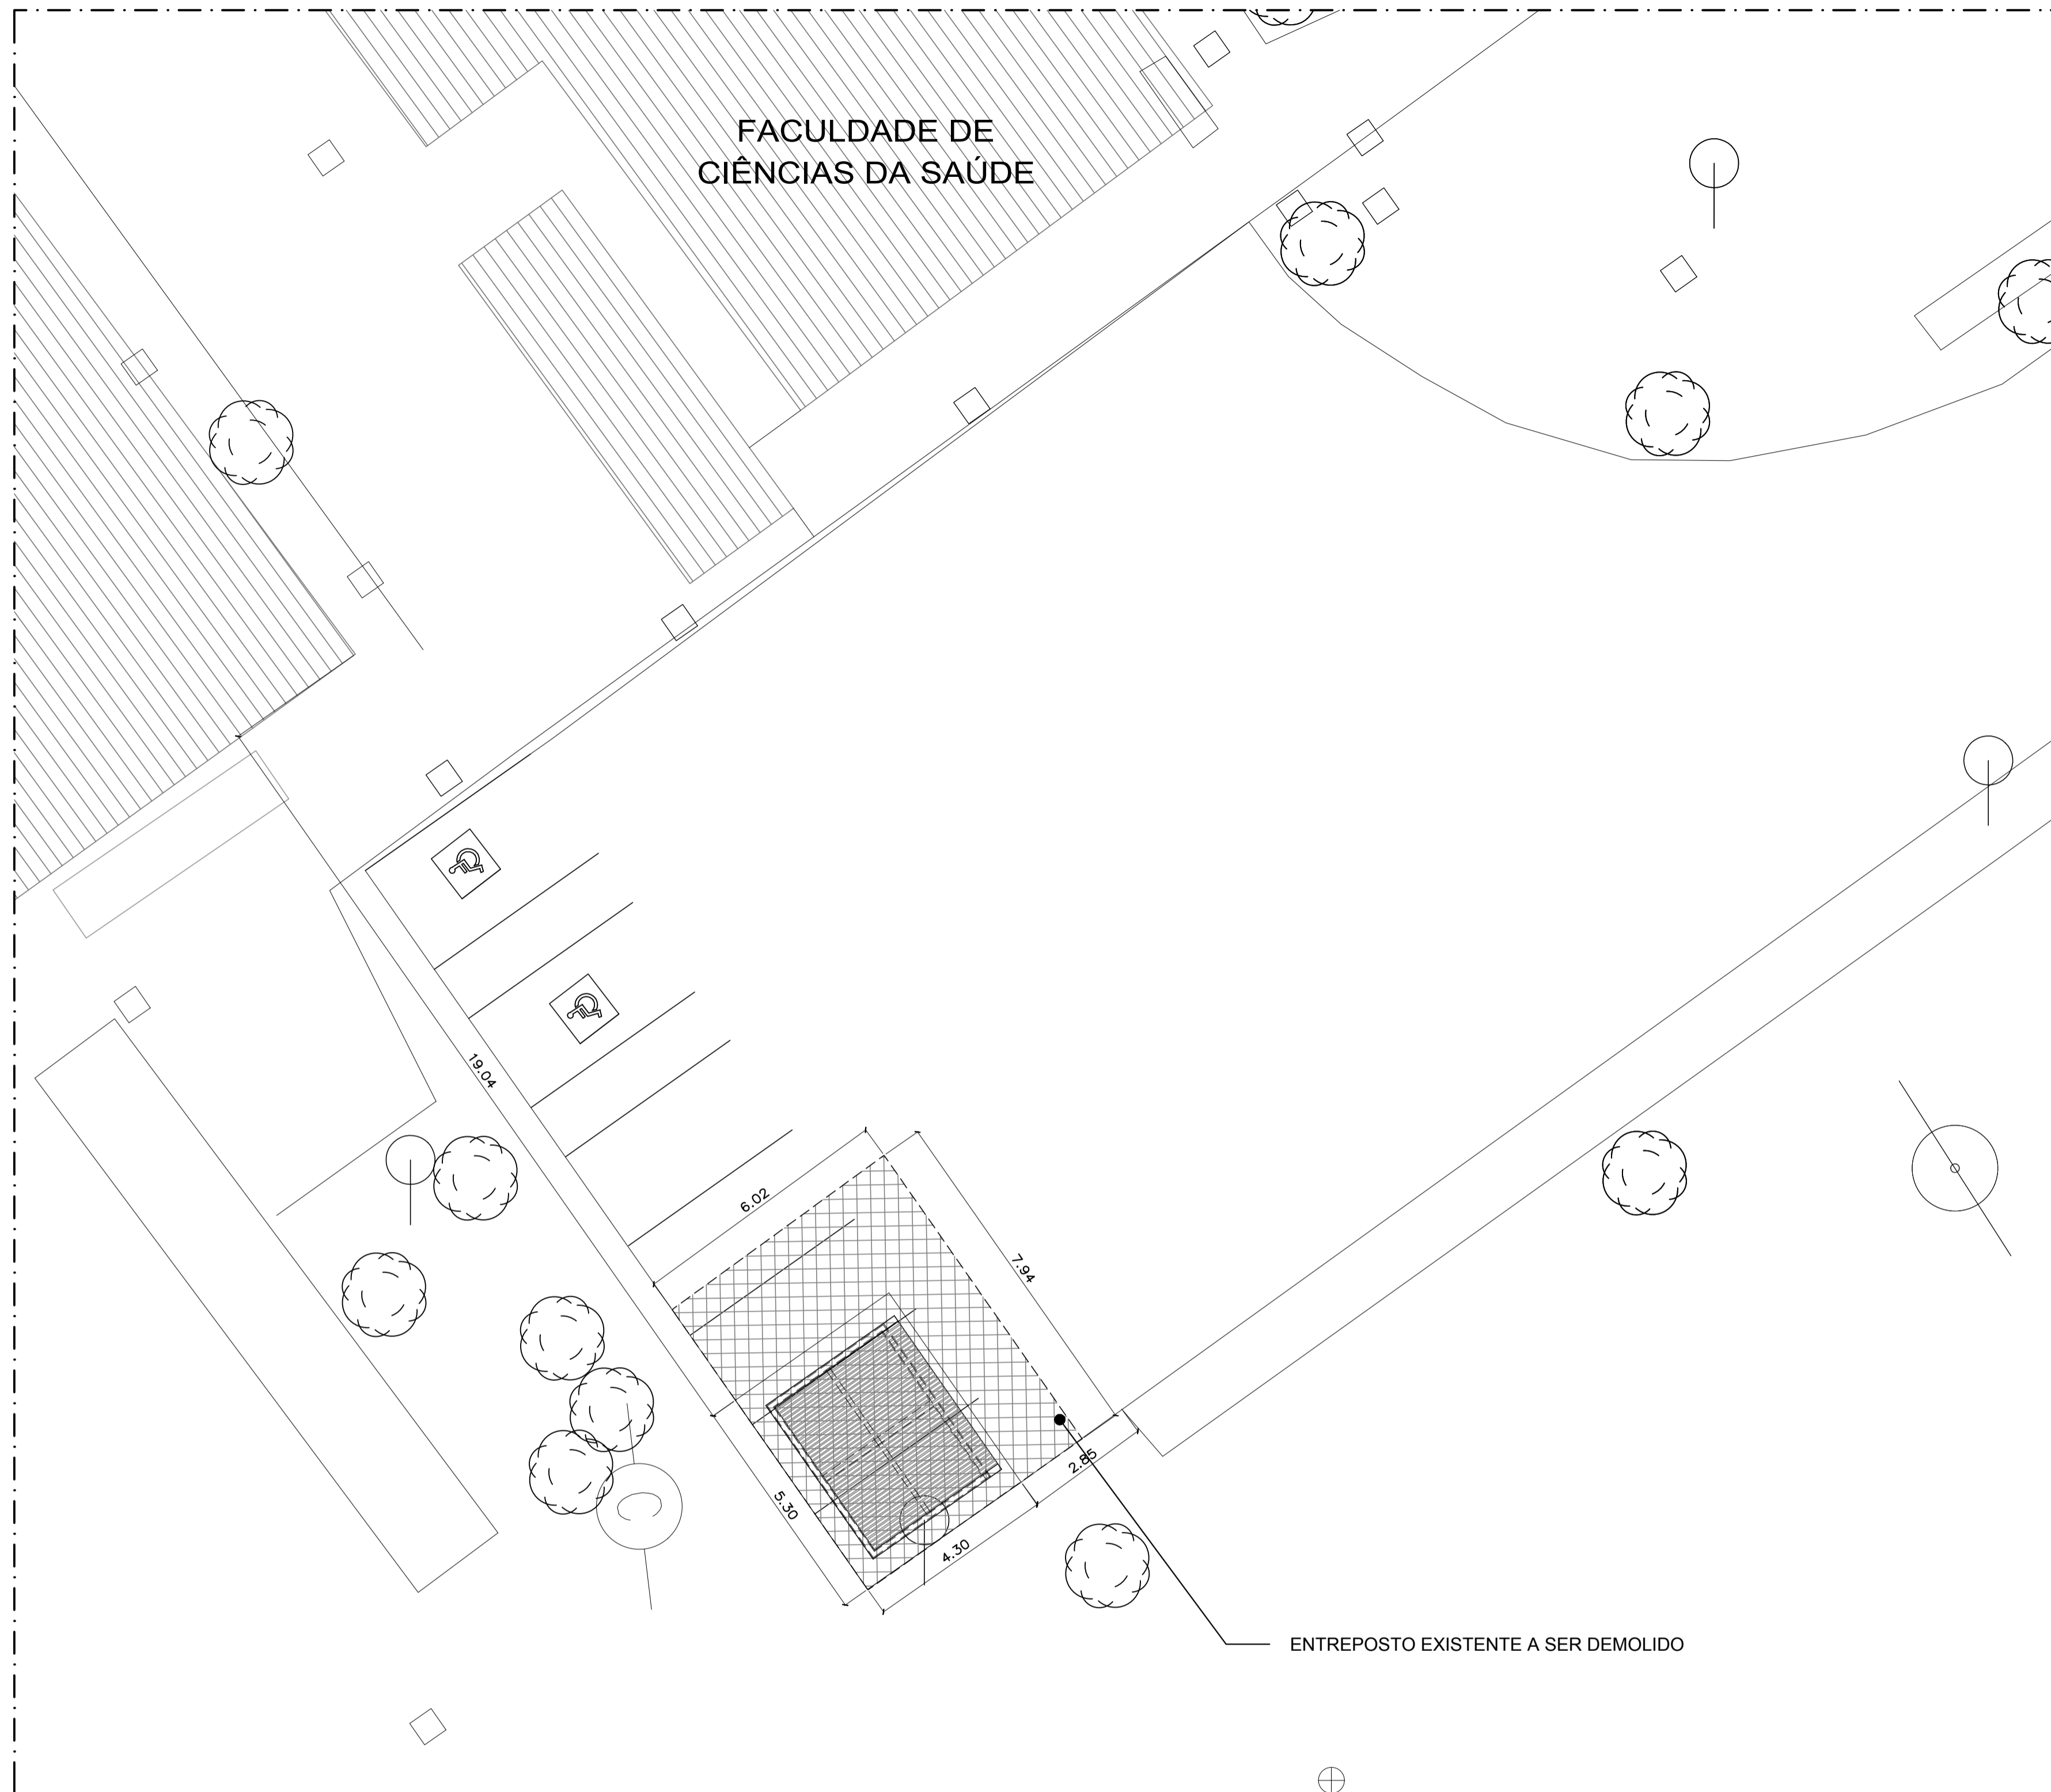 FACULDADE DE
CIÊNCIAS DA SAÚDE
19.04
6.02
7.94
2.85
5.30
4.30
ENTREPOSTO EXISTENTE A SER DEMOLIDO